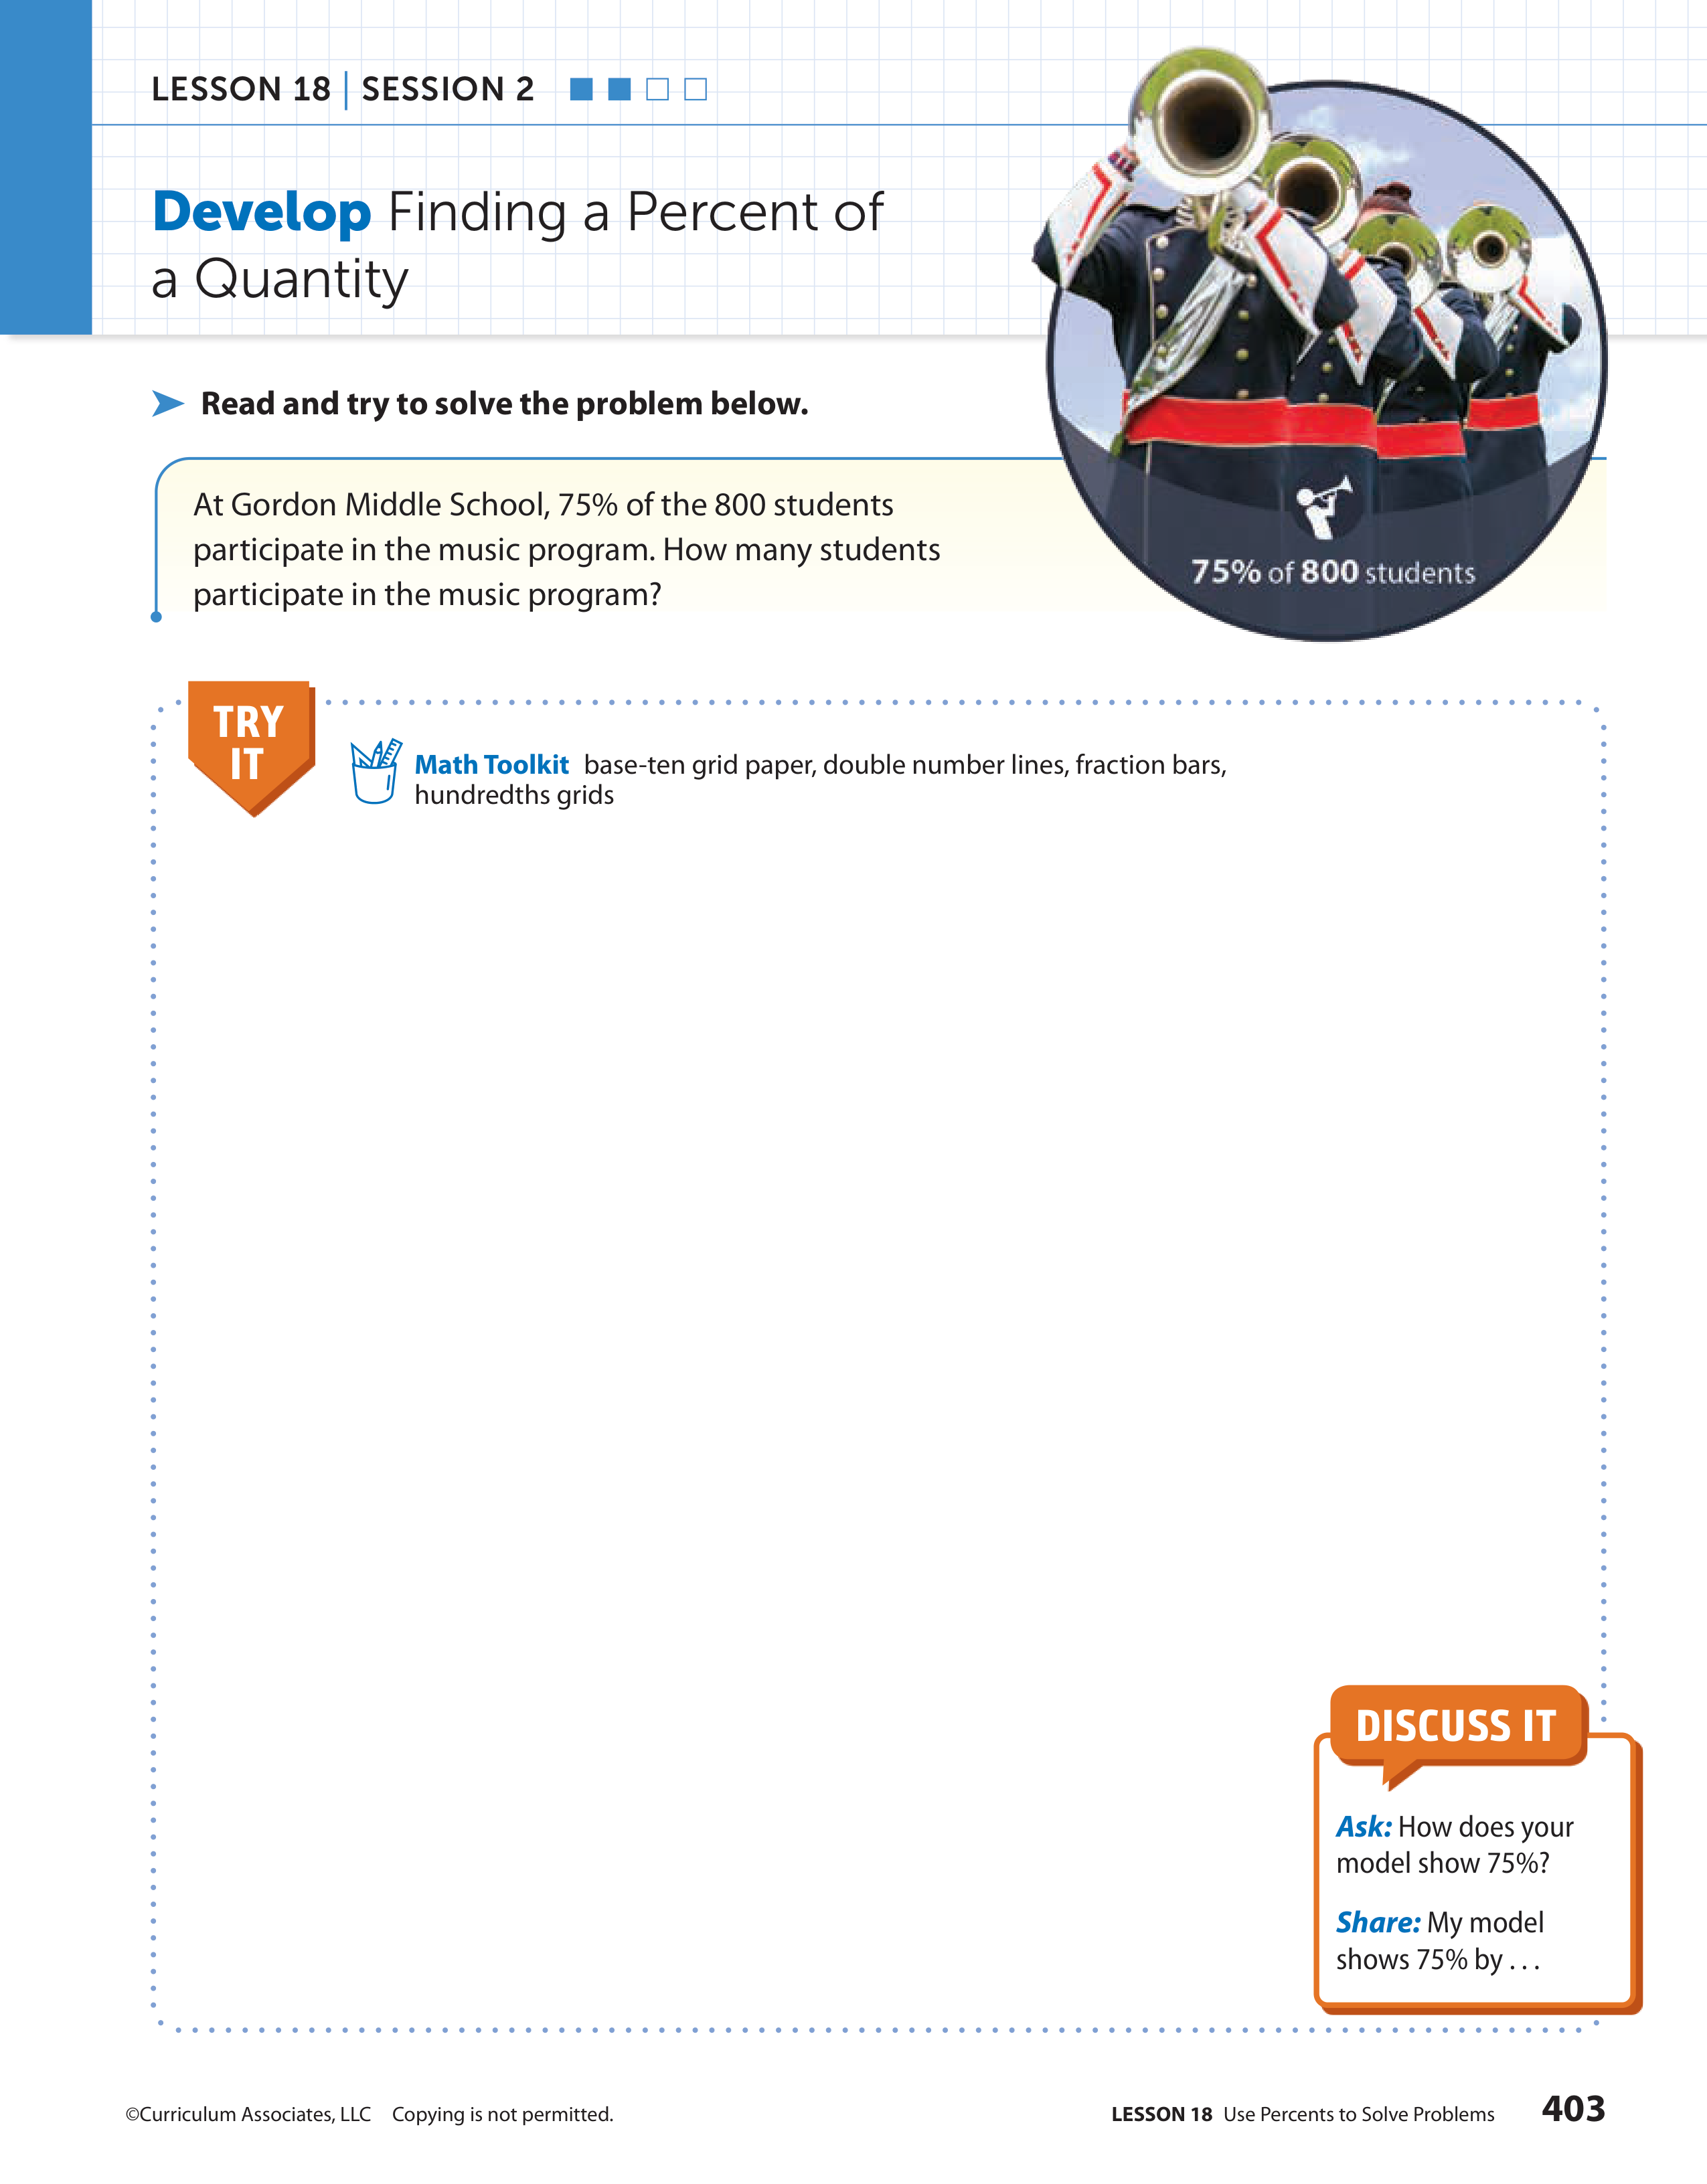 LESSON 18 | SESSION 2
Develop Finding a Percent of
a Quantity
Read and try to solve the problem below.
At Gordon Middle School, 75% of the 800 students
participate in the music program. How many students
participate in the music program?
75% of 800 students
TRY
IT
Math Toolkit base-ten grid paper, double number lines, fraction bars,
hundredths grids
DISCUSS IT
Ask: How does your
model show 75%?
Share: My model
shows 75% by . . .
©Curriculum Associates, LLC Copying is not permitted.
LESSON 18 Use Percents to Solve Problems 403